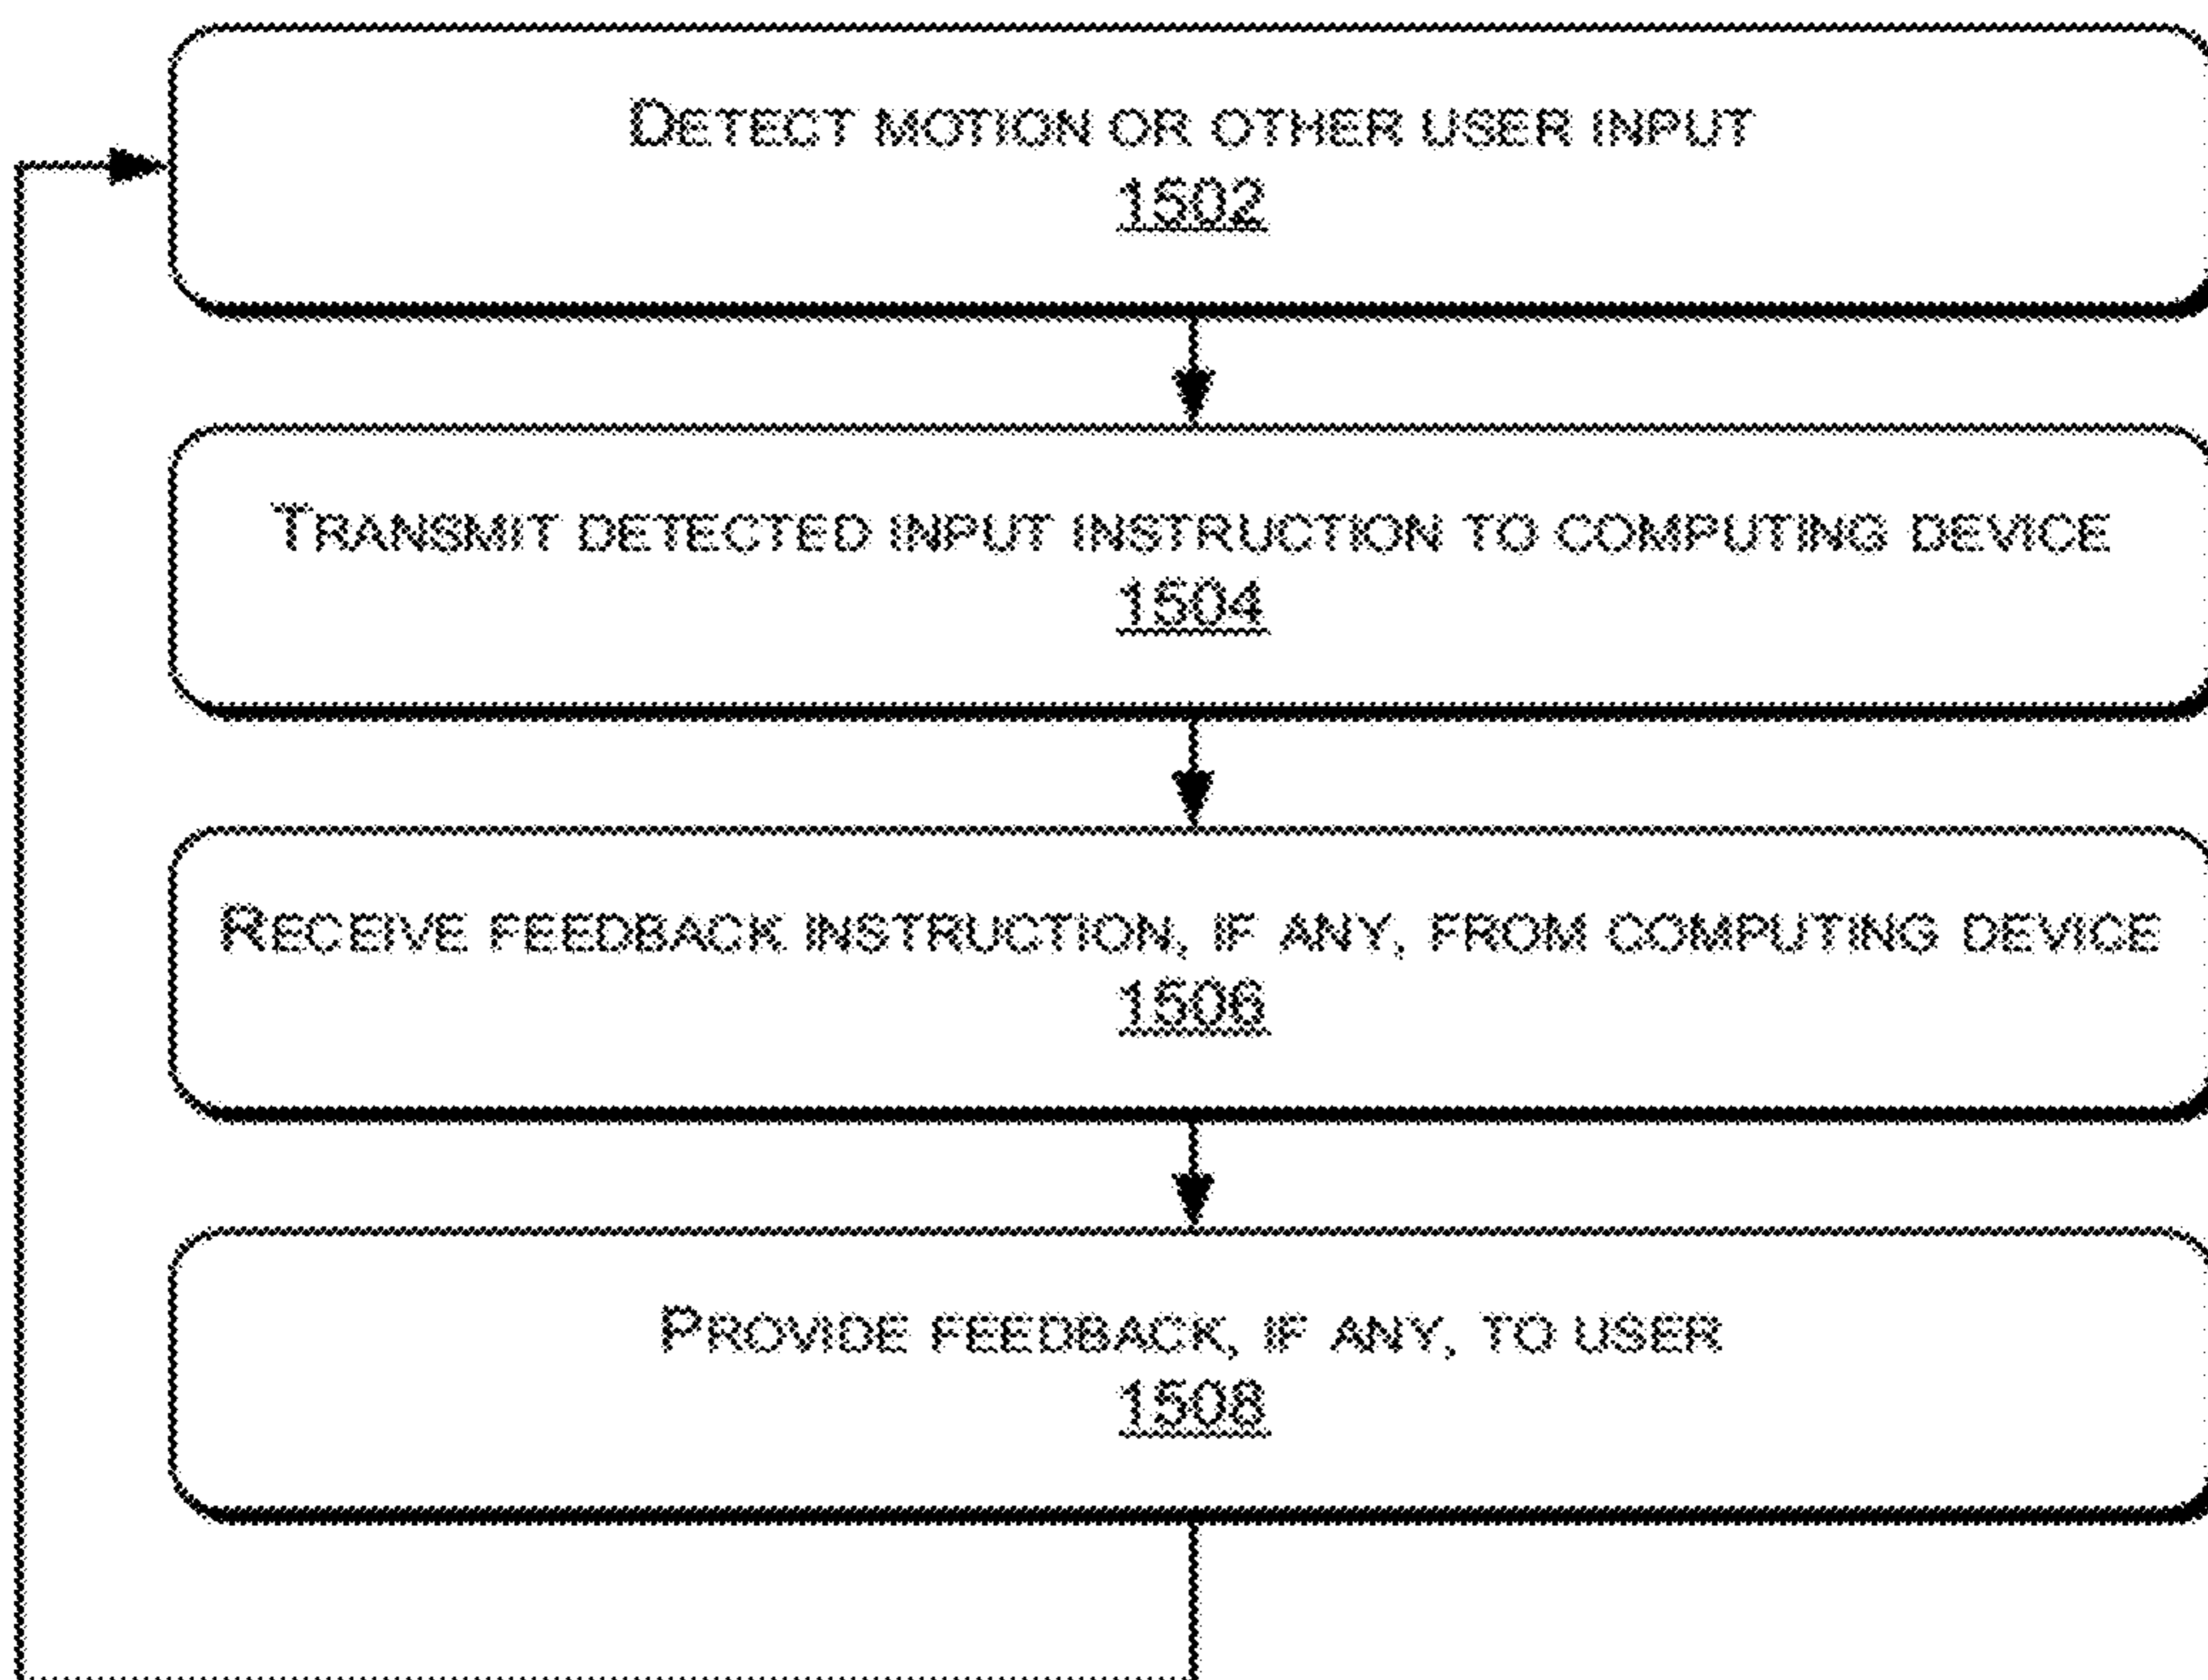 DETECT MOTION OR OTHER USER INPUT
1502
TRANSMIT DETECTED INPUT INSTRUCTION TO COMPUTING DEVICE
1504
RECEIVE FEEDBACK INSTRUCTION, IF ANY, FROM COMPUTING DEVICE
1506
PROVIDE FEEDBACK, IF ANY, TO USER
1508